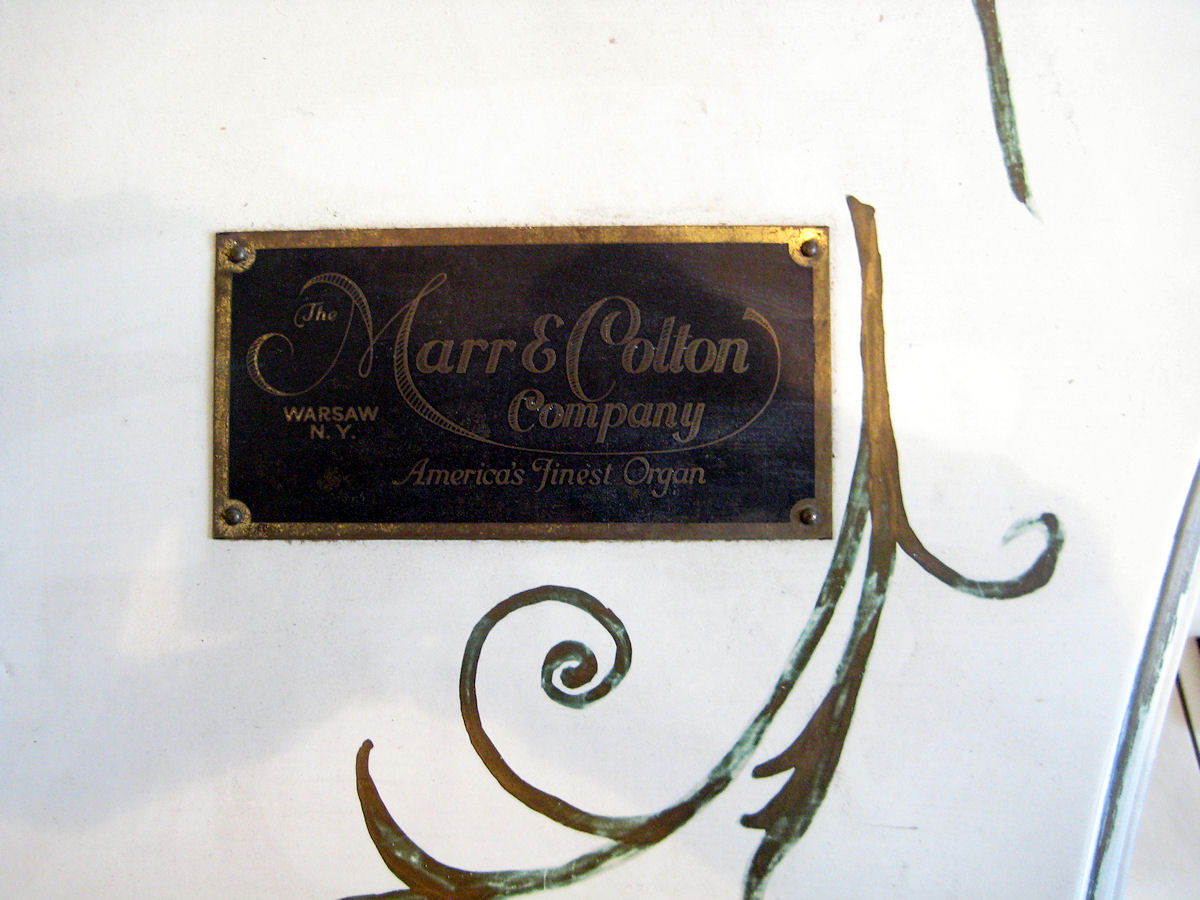 The Marr & Colton
Company
WARSAW
N. Y.
America's Finest Organ